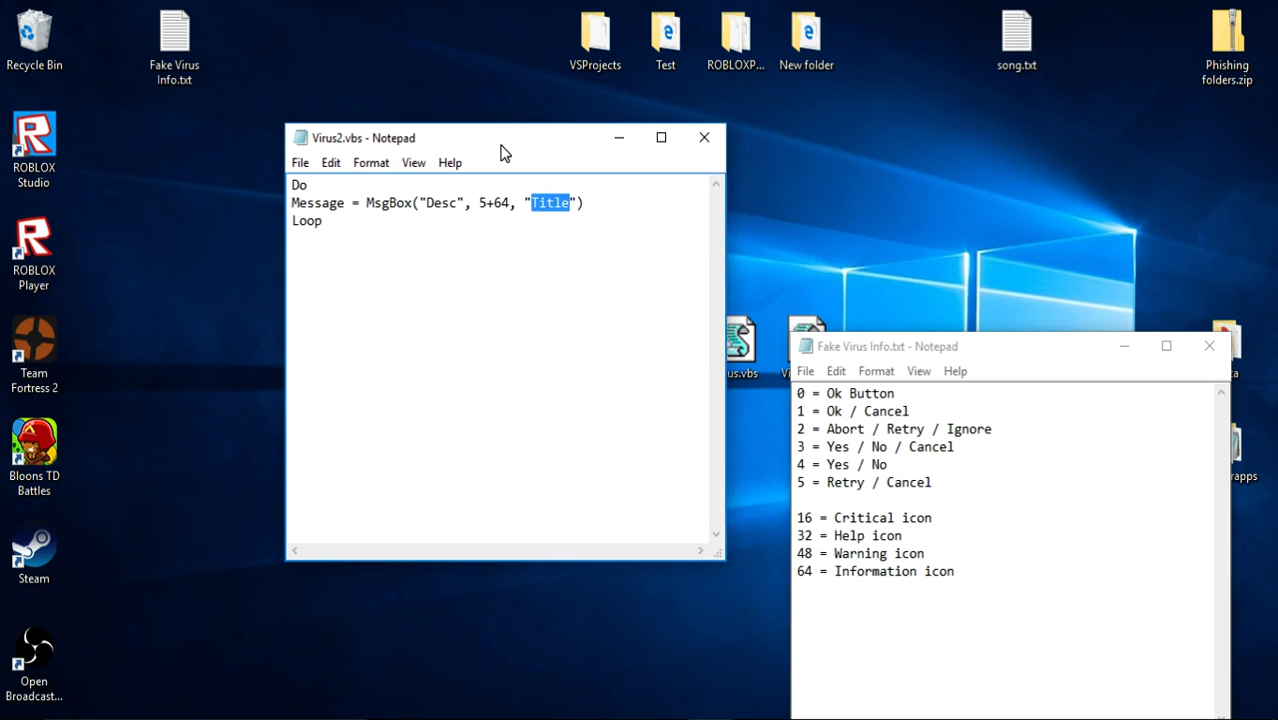 Recycle Bin
Fake Virus
Info.txt
VSProjects
Test
ROBLOXP...
New folder
song.txt
Phishing
folders.zip
ROBLOX
Studio
ROBLOX
Player
Team
Fortress 2
Bloons TD
Battles
Steam
Open
Broadcast...
Virus2.vbs - Notepad
File Edit Format View Help
Do
Message = MsgBox("Desc", 5+64, "Title")
Loop
us.vbs
Fake Virus Info.txt - Notepad
File Edit Format View Help
0 = Ok Button
1 = Ok / Cancel
2 = Abort / Retry / Ignore
3 = Yes / No / Cancel
4 = Yes / No
5 = Retry / Cancel
16 = Critical icon
32 = Help icon
48 = Warning icon
64 = Information icon